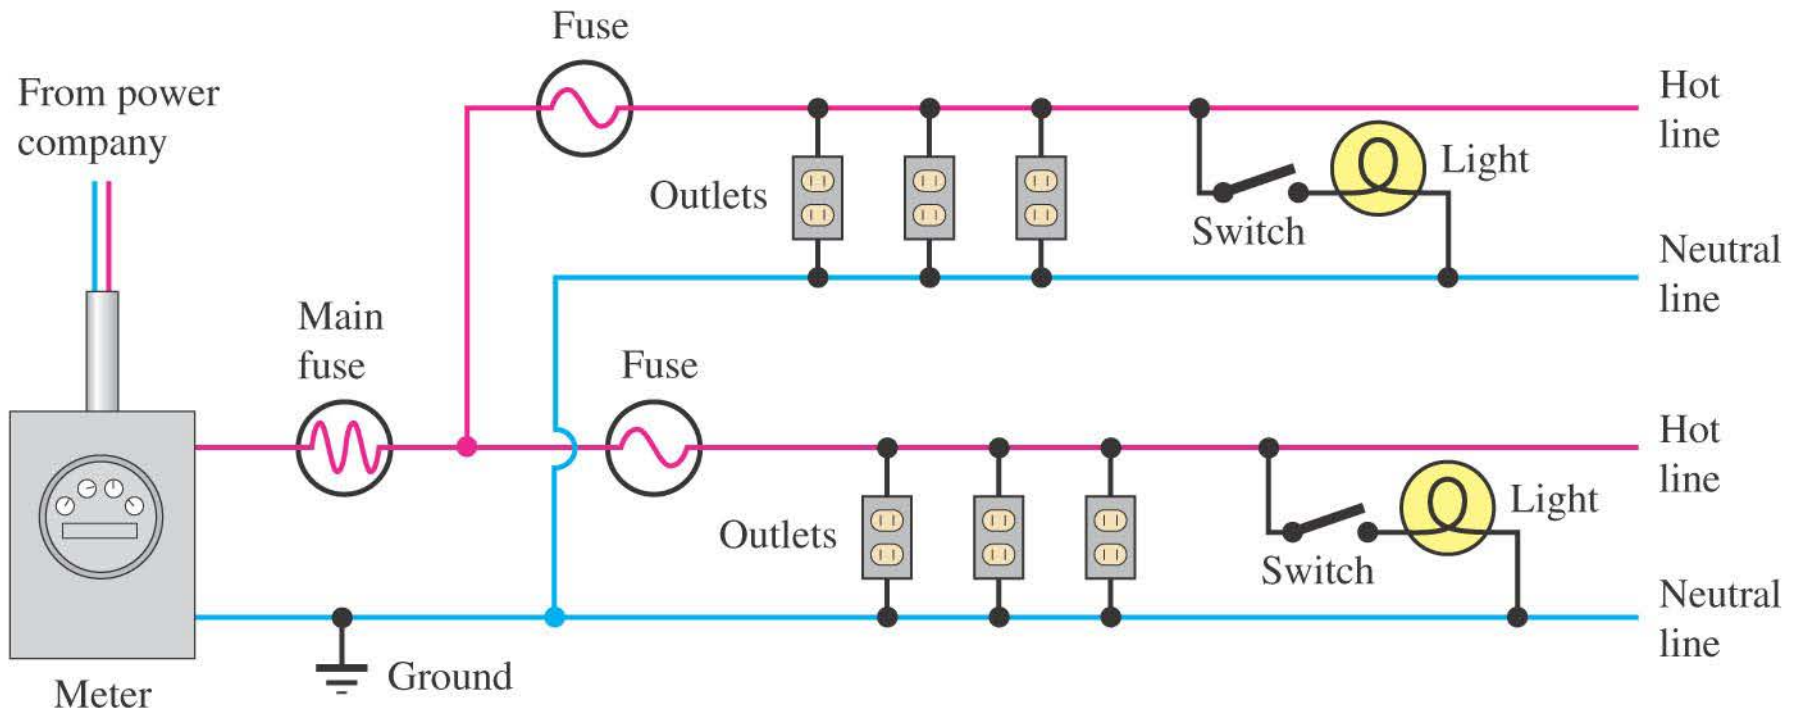 Fuse
From power
company
Hot
line
Light
Outlets
Switch
Neutral
line
Main
fuse
Fuse
Hot
line
Light
Outlets
Switch
Neutral
line
Ground
Meter